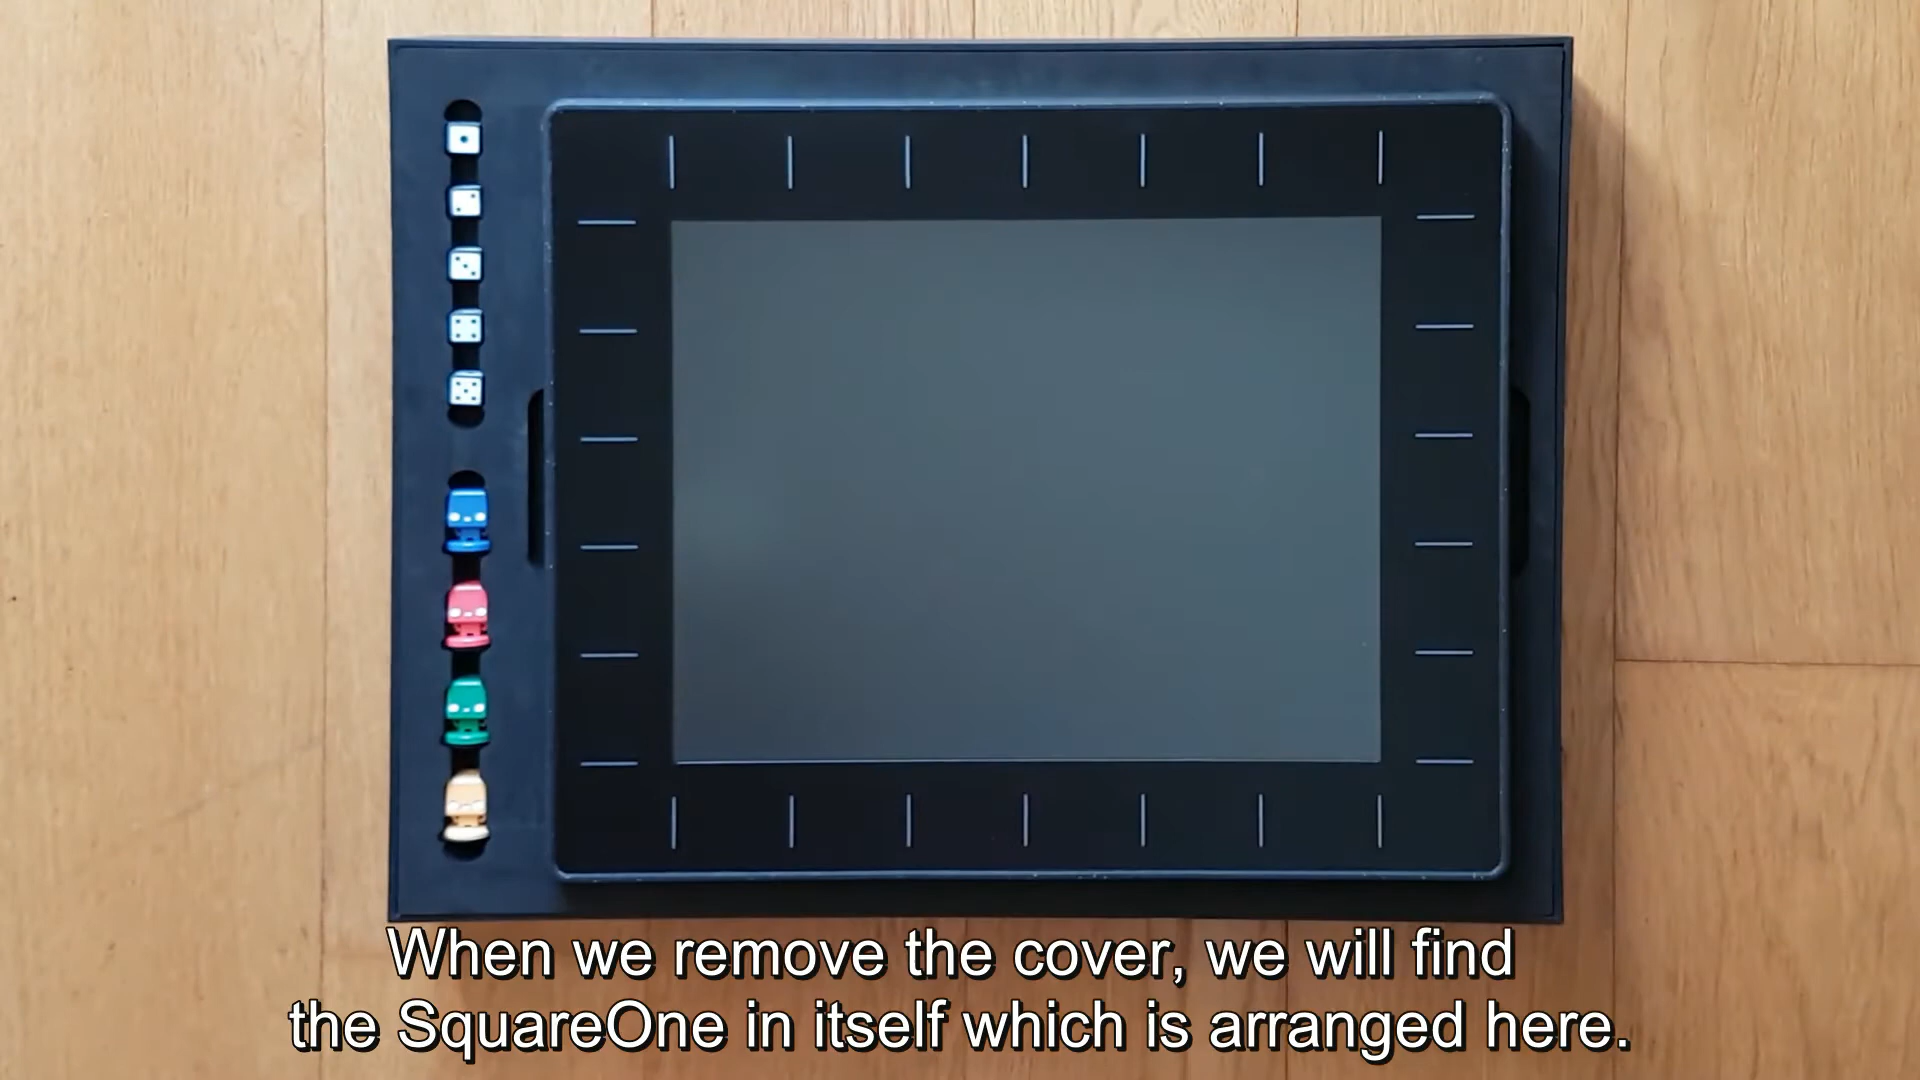 When we remove the cover, we will find
the SquareOne in itself which is arranged here.